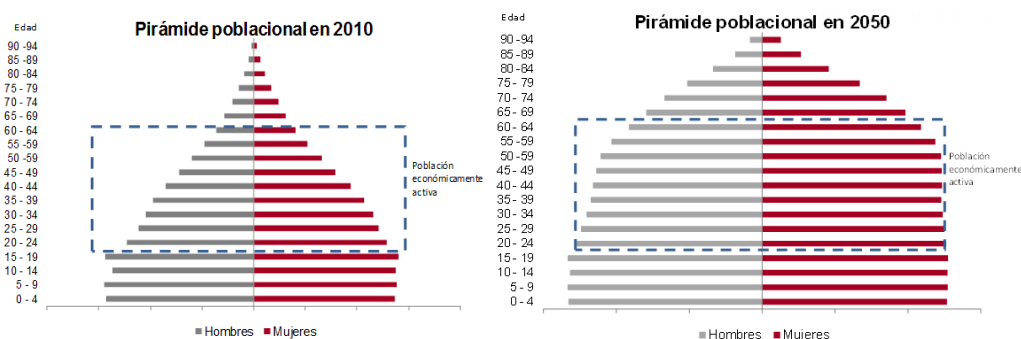 Edad
Pirámide poblacional en 2010
90 -94
85 -89
80 - 84
75 - 79
70 - 74
65 - 69
60 - 64
55 - 59
50 -59
45 - 49
40 - 44
35 - 39
30 - 34
25 - 29
20 - 24
15 - 19
10 - 14
5 - 9
0 - 4
Población
económicamente
activa
Hombres
Mujeres
Edad
Pirámide poblacional en 2050
90 - 94
85 - 89
80 - 84
75 - 79
70 - 74
65 - 69
60 - 64
55 - 59
50 -59
45 - 49
40 - 44
35 - 39
30 - 34
25 - 29
20 - 24
15 - 19
10 - 14
5 - 9
0 - 4
Población
económicamente
activa
Hombres
Mujeres